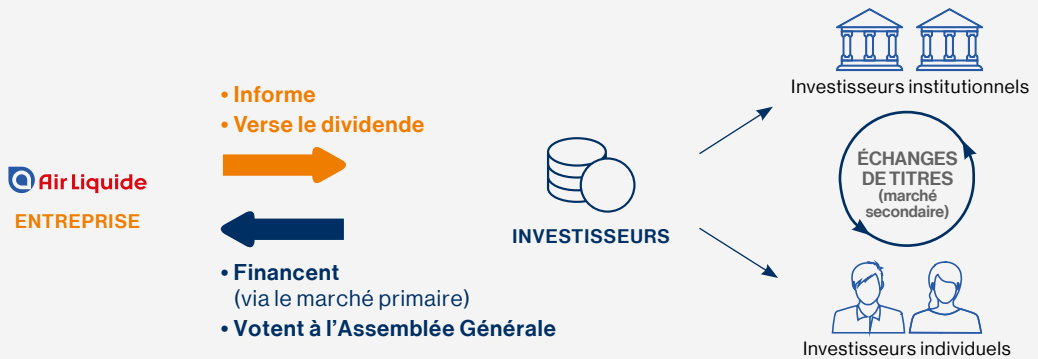 Air Liquide
ENTREPRISE
• Informe
• Verse le dividende
• Financent
(via le marché primaire)
• Votent à l'Assemblée Générale
INVESTISSEURS
Investisseurs institutionnels
ÉCHANGES
DE TITRES
(marché
secondaire)
Investisseurs individuels